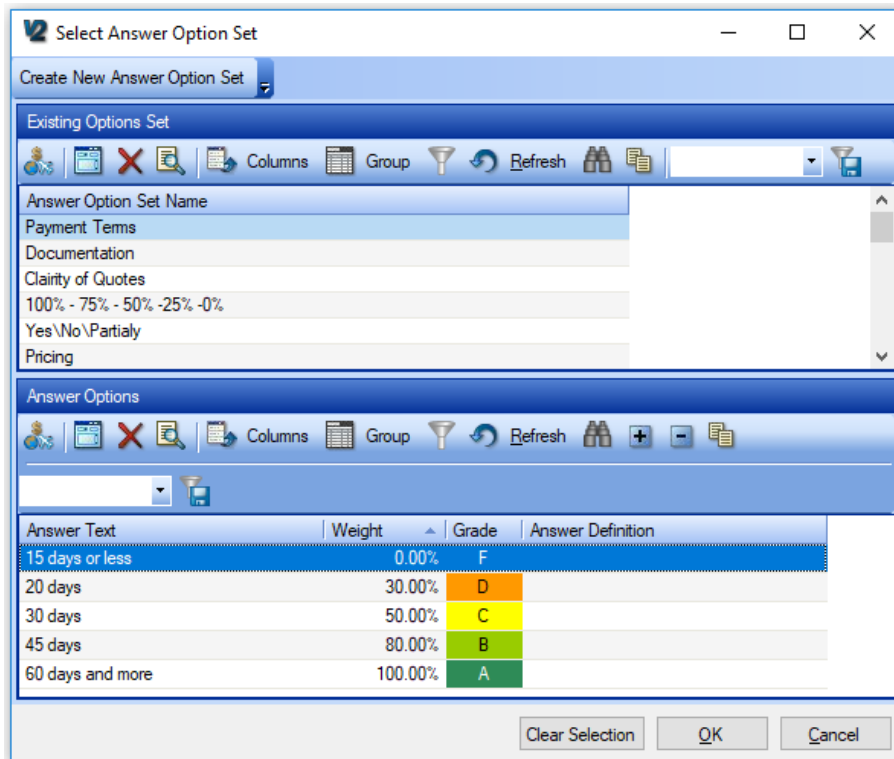 V2 Select Answer Option Set
Create New Answer Option Set
Existing Options Set
Columns Group Refresh
Answer Option Set Name
Payment Terms
Documentation
Clairity of Quotes
100% - 75% - 50% -25% -0%
Yes\No\Partialy
Pricing
Answer Options
Columns Group Refresh
Answer Text Weight Grade Answer Definition
15 days or less 0.00% F
20 days 30.00% D
30 days 50.00% C
45 days 80.00% B
60 days and more 100.00% A
Clear Selection OK Cancel